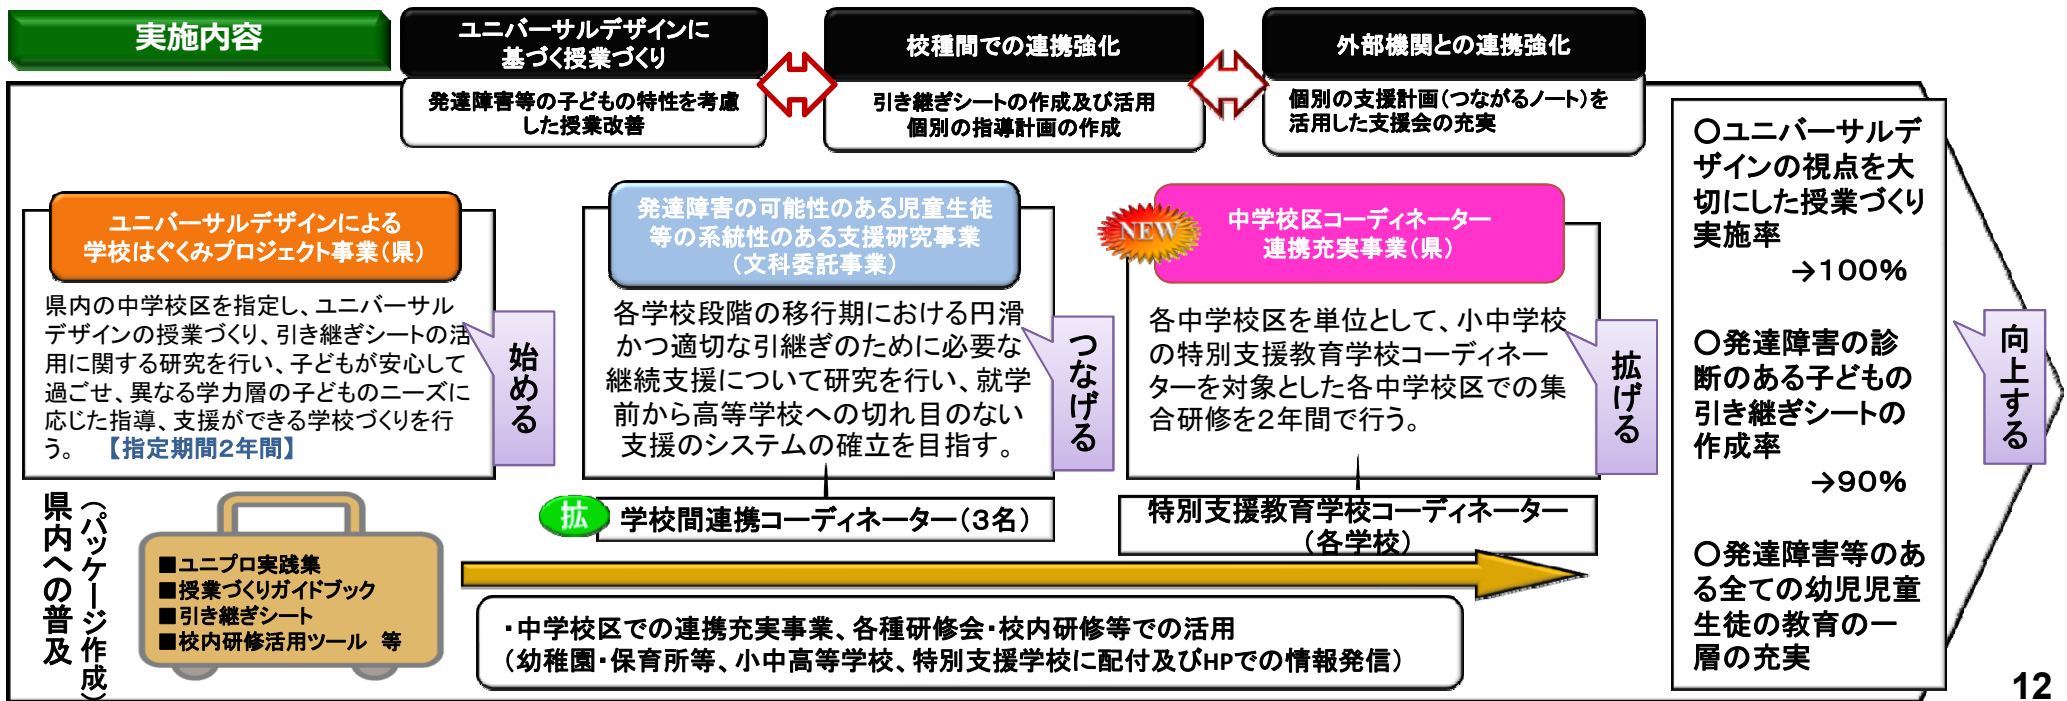 実施内容
ユニバーサルデザインに
基づく授業づくり
発達障害等の子どもの特性を考慮
した授業改善
校種間での連携強化
引き継ぎシートの作成及び活用
個別の指導計画の作成
外部機関との連携強化
個別の支援計画（つながるノート）を
活用した支援会の充実
ユニバーサルデザインによる
学校はぐくみプロジェクト事業（県）
県内の中学校区を指定し、ユニバーサル
デザインの授業づくり、引き継ぎシートの活
用に関する研究を行い、子どもが安心して
過ごせ、異なる学力層の子どものニーズに
応じた指導、支援ができる学校づくりを行
う。　【指定期間2年間】
始める
発達障害の可能性のある児童生徒
等の系統性のある支援研究事業
（文科委託事業）
各学校段階の移行期における円滑
かつ適切な引継ぎのために必要な
継続支援について研究を行い、就学
前から高等学校への切れ目のない
支援のシステムの確立を目指す。
つなげる
拡
学校間連携コーディネーター（３名）
NEW
中学校区コーディネーター
連携充実事業（県）
各中学校区を単位として、小中学校
の特別支援教育学校コーディネー
ターを対象とした各中学校区での集
合研修を２年間で行う。
拡げる
特別支援教育学校コーディネーター
（各学校）
県内への普及
（パッケージ作成）
■ユニプロ実践集
■授業づくりガイドブック
■引き継ぎシート
■校内研修活用ツール　等
・中学校区での連携充実事業、各種研修会・校内研修等での活用
（幼稚園・保育所等、小中高等学校、特別支援学校に配付及びHPでの情報発信）
○ユニバーサルデ
ザインの視点を大
切にした授業づくり
実施率
→100％
○発達障害の診
断のある子どもの
引き継ぎシートの
作成率
→90％
○発達障害等のあ
る全ての幼児児童
生徒の教育の一
層の充実
向上する
12